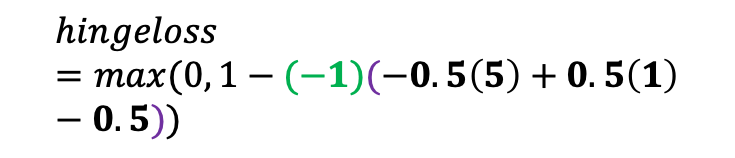 hingeloss
= max(0, 1 − (−1)(−0.5(5) + 0.5(1)
− 0.5))